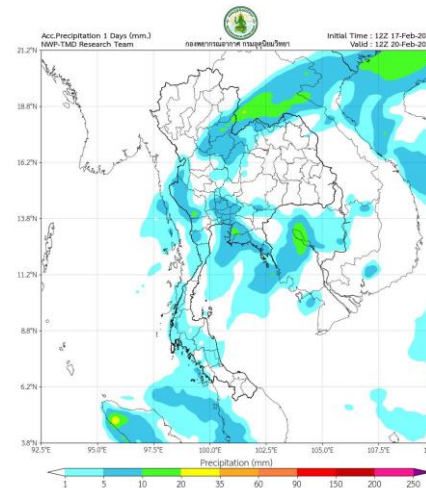 Acc.Precipitation 1 Days (mm.)
NWP-TMD Research Team
กองพยากรณ์อากาศ กรมอุตุนิยมวิทยา
Initial Time : 12Z 17-Feb-20
Valid : 12Z 20-Feb-20
21.2°N
18.8°N
16.2°N
13.8°N
11.2°N
8.8°N
6.2°N
3.8°N
92.5°E 95.0°E 97.5°E 100.0°E 102.5°E 105.0°E 107.5°E
Precipitation (mm)
1 5 10 20 35 60 90 150 200 250